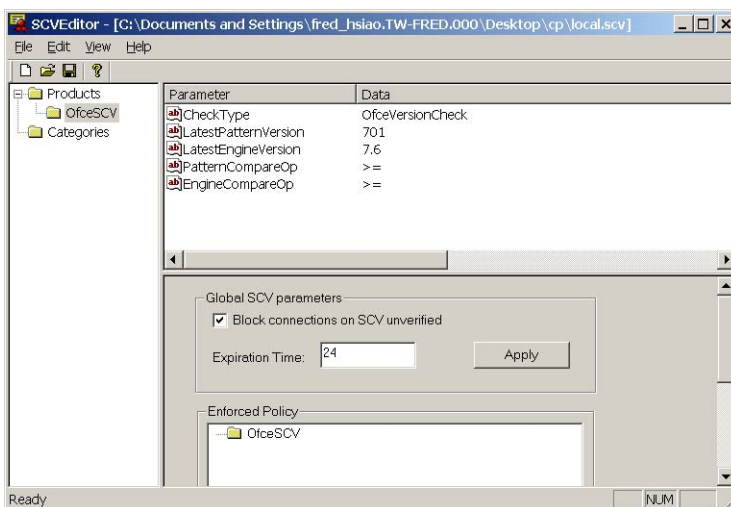 SCVEditor - [C:\Documents and Settings\fred_hsiao.TW-FRED.000\Desktop\cp\local.scv]
File Edit View Help
Products
OfceSCV
Categories
Parameter Data
CheckType OfceVersionCheck
LatestPatternVersion 701
LatestEngineVersion 7.6
PatternCompareOp >=
EngineCompareOp >=
Global SCV parameters
Block connections on SCV unverified
Expiration Time: 24 Apply
Enforced Policy
OfceSCV
Ready NUM